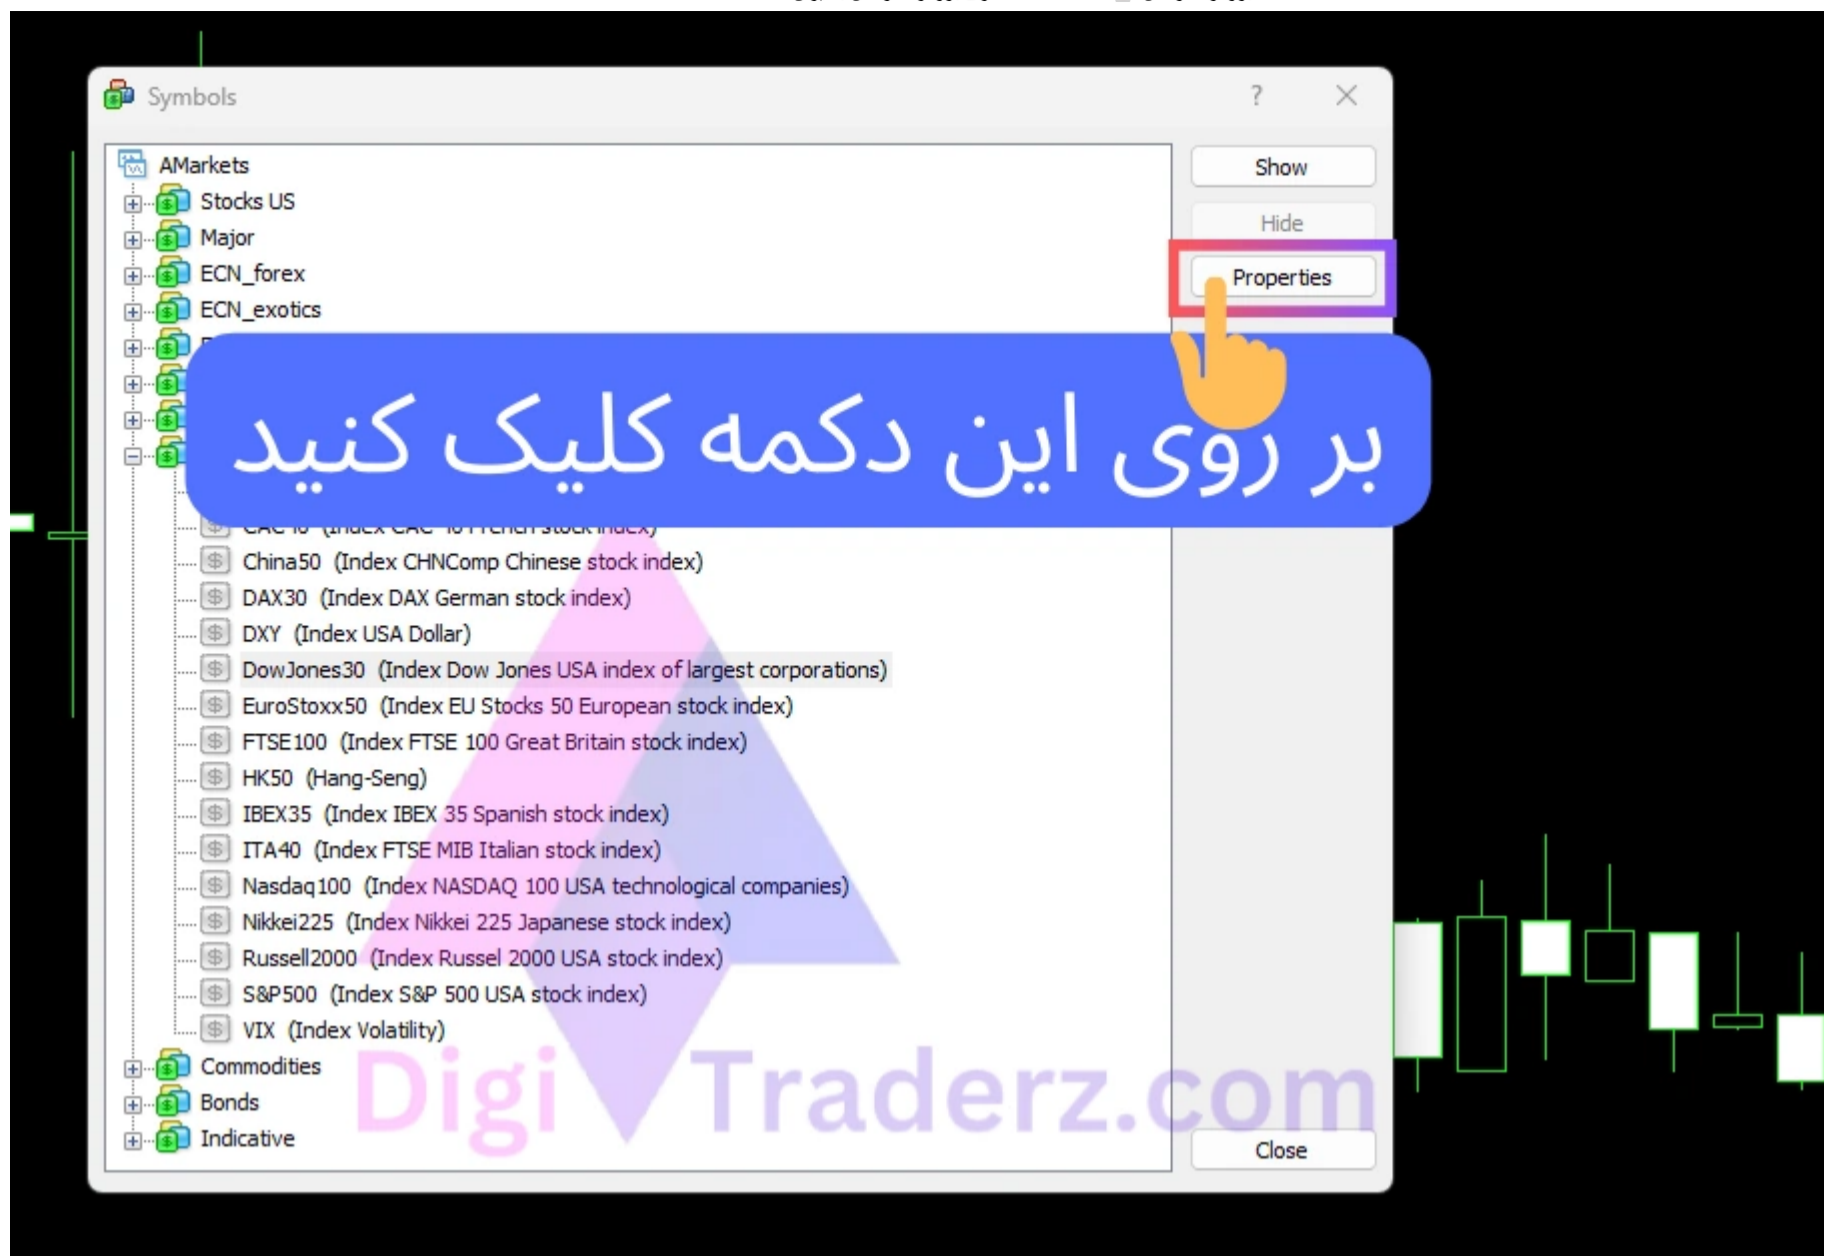 Symbols
?
AMarkets
Show
Stocks US
Hide
Major
Properties
ECN_forex
ECN_exotics
بر روی این دکمه کلیک کنید
China50 (Index CHNComp Chinese stock index)
DAX30 (Index DAX German stock index)
DXY (Index USA Dollar)
DowJones30 (Index Dow Jones USA index of largest corporations)
EuroStoxx50 (Index EU Stocks 50 European stock index)
FTSE100 (Index FTSE 100 Great Britain stock index)
HK50 (Hang-Seng)
IBEX35 (Index IBEX 35 Spanish stock index)
ITA40 (Index FTSE MIB Italian stock index)
Nasdaq100 (Index NASDAQ 100 USA technological companies)
Nikkei225 (Index Nikkei 225 Japanese stock index)
Russell2000 (Index Russel 2000 USA stock index)
S&P500 (Index S&P 500 USA stock index)
VIX (Index Volatility)
Commodities
Bonds
Indicative
Digi Traderz.com
Close